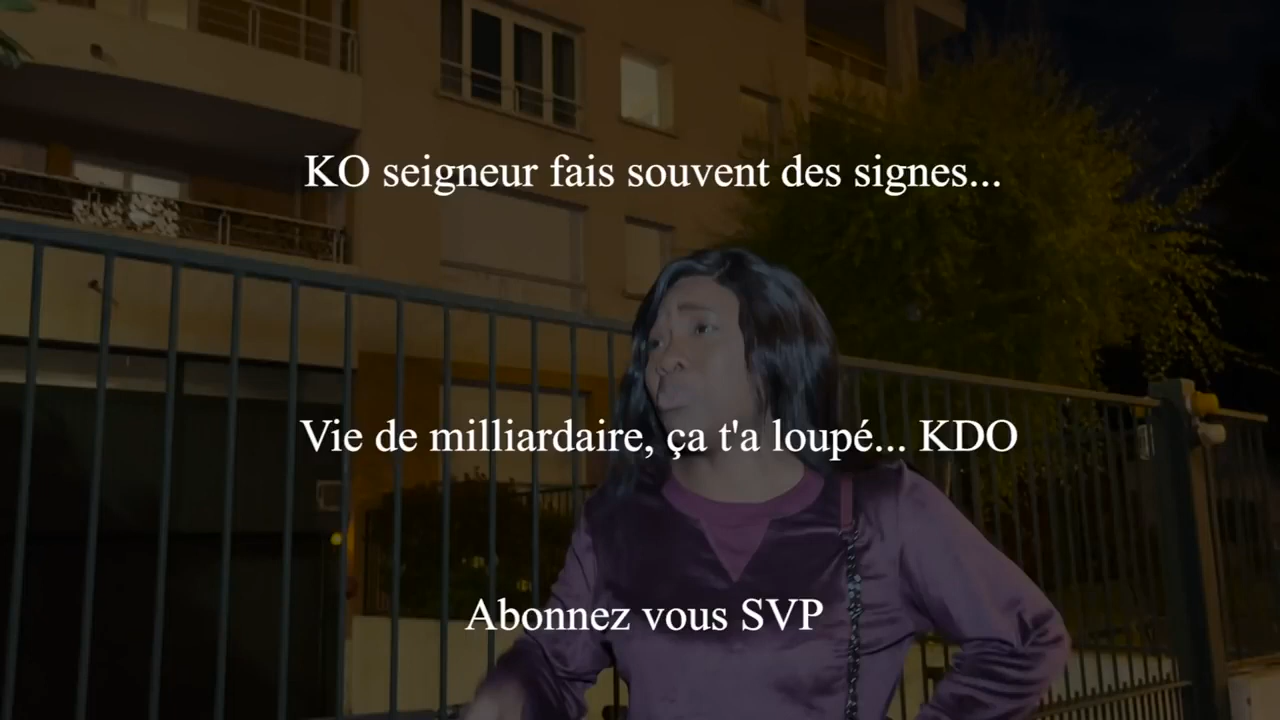 KO seigneur fais souvent des signes...
Vie de milliardaire, ça t'a loupé... KDO
Abonnez vous SVP